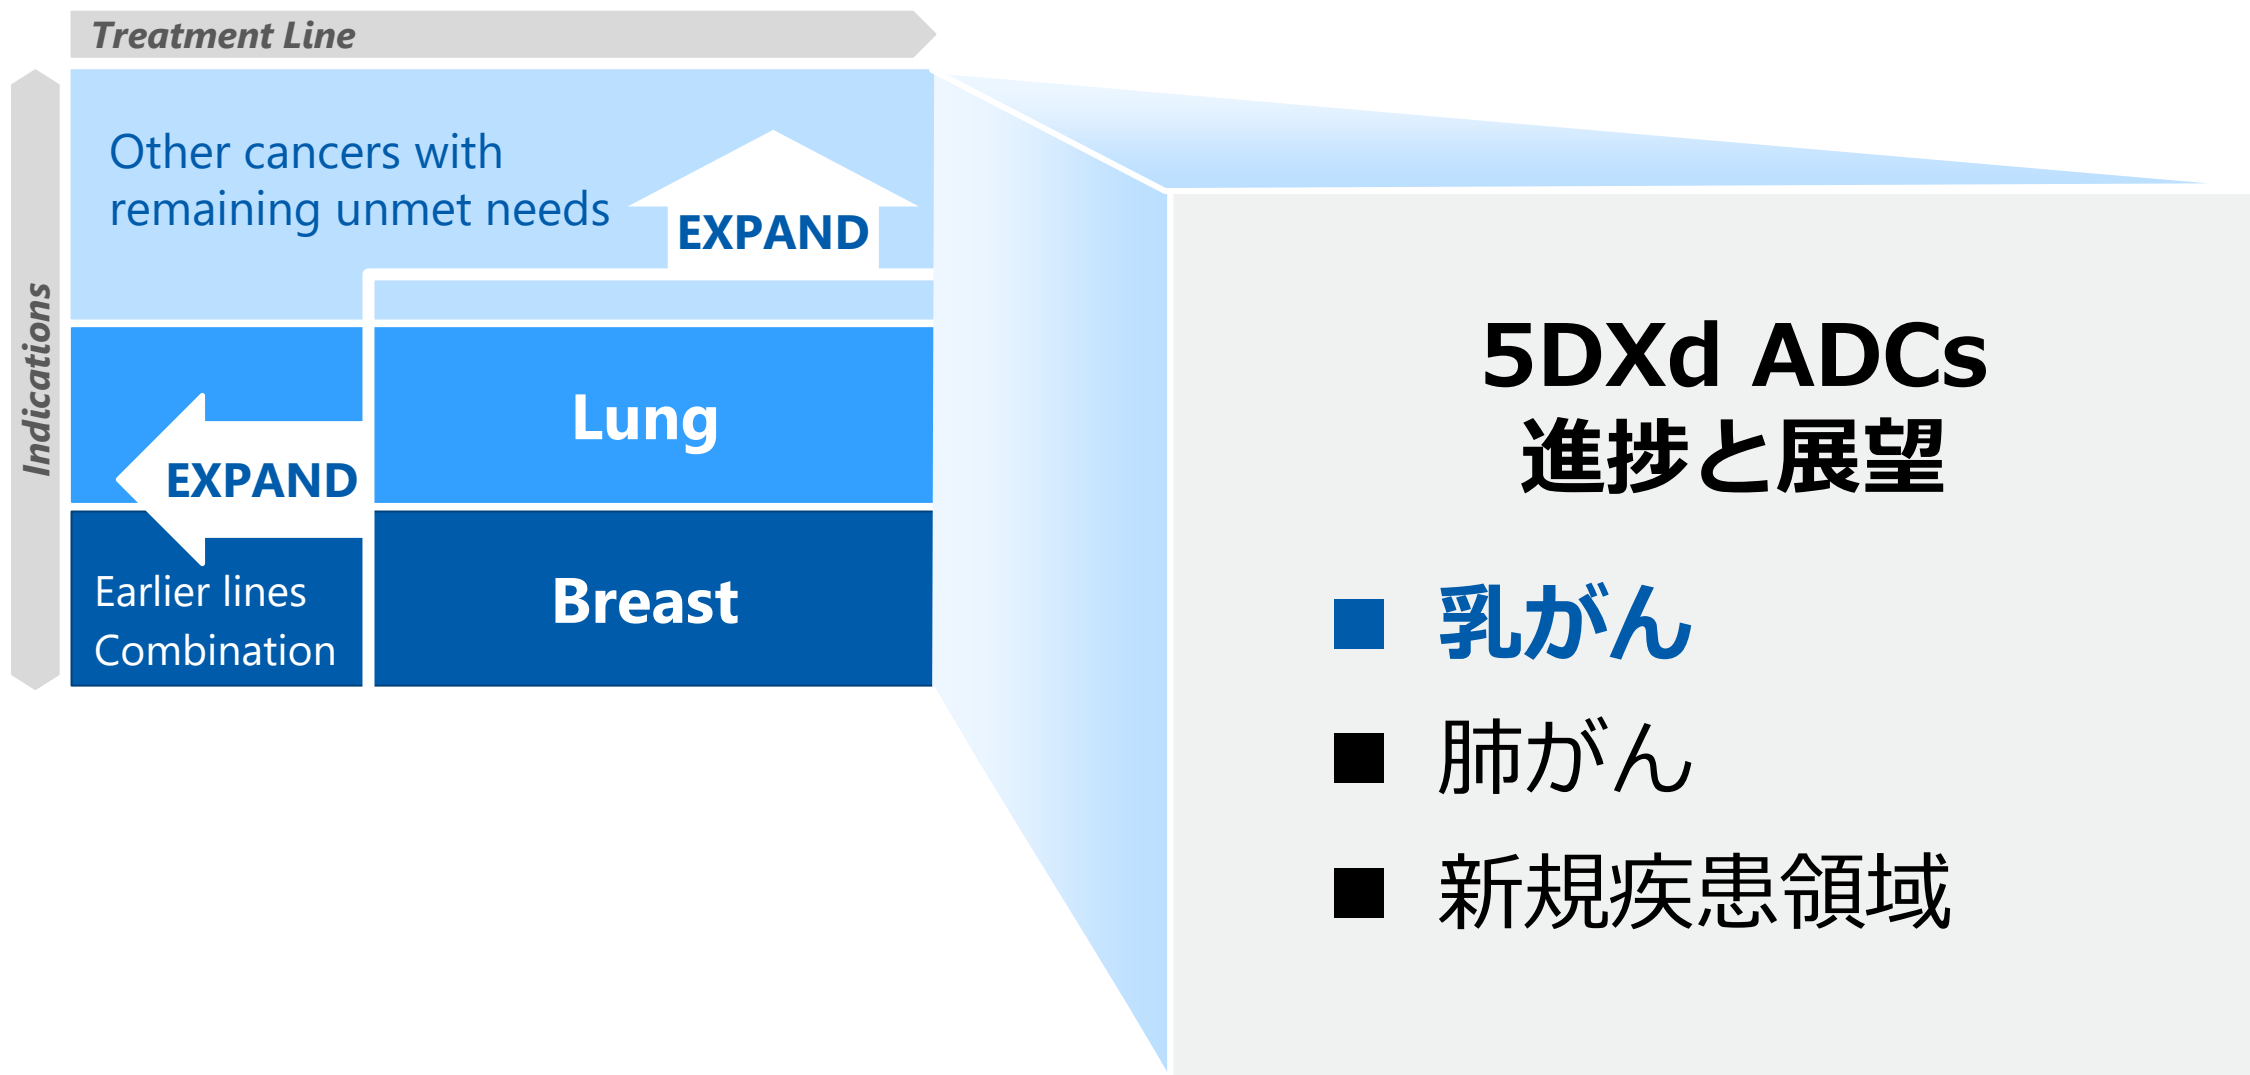 Treatment Line
Indications
Other cancers with
remaining unmet needs
EXPAND
Lung
EXPAND
Earlier lines
Combination
Breast
5DXd ADCs
進捗と展望
■ 乳がん
■ 肺がん
■ 新規疾患領域